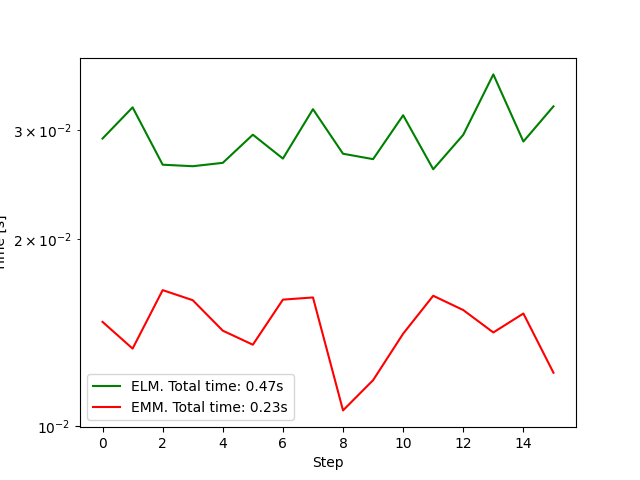 3 × 10⁻²
2 × 10⁻²
10⁻²
ELM. Total time: 0.47s
EMM. Total time: 0.23s
0 2 4 6 8 10 12 14
Step